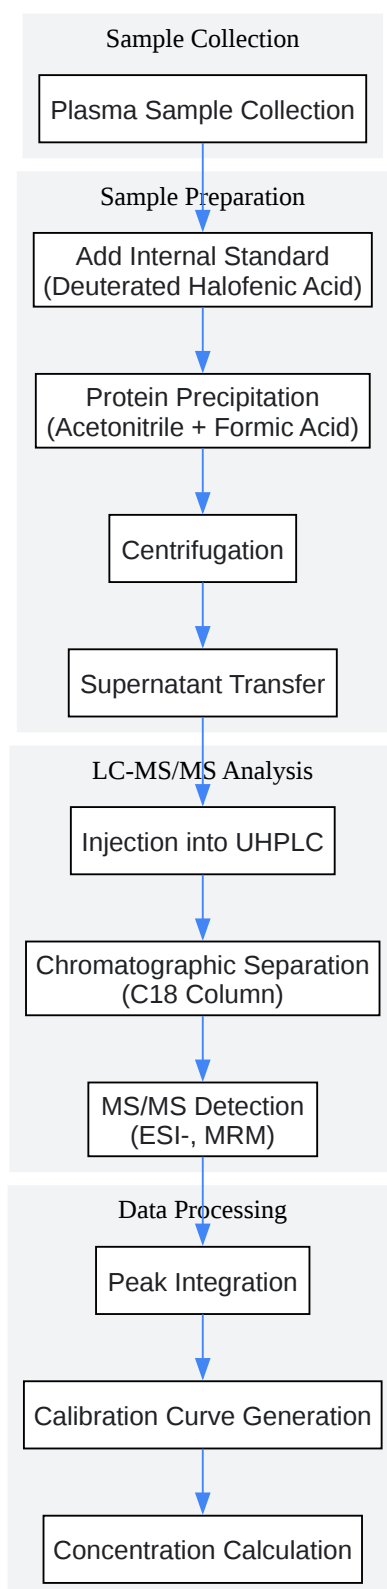 Sample Collection
Plasma Sample Collection
Sample Preparation
Add Internal Standard
(Deuterated Halofenic Acid)
Protein Precipitation
(Acetonitrile + Formic Acid)
Centrifugation
Supernatant Transfer
LC-MS/MS Analysis
Injection into UHPLC
Chromatographic Separation
(C18 Column)
MS/MS Detection
(ESI-, MRM)
Data Processing
Peak Integration
Calibration Curve Generation
Concentration Calculation